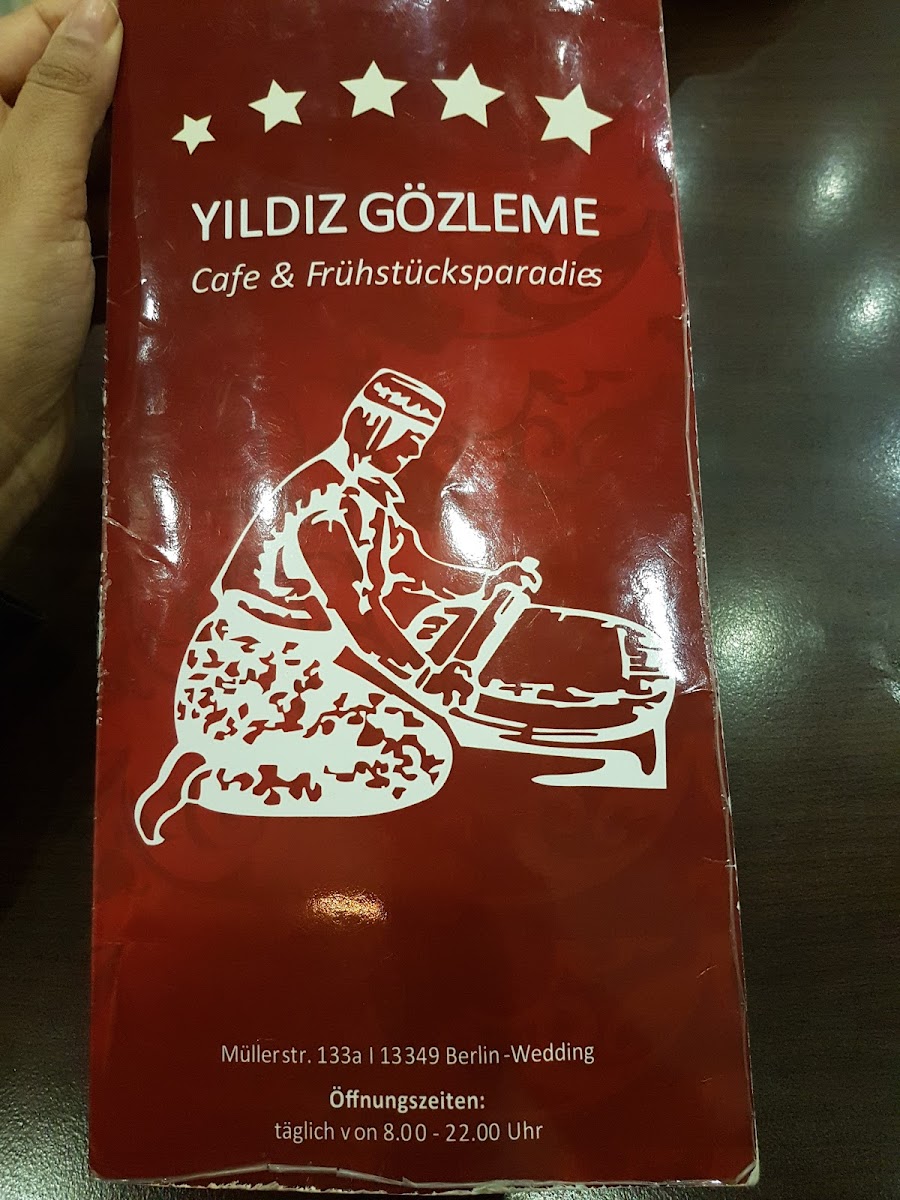 YILDIZ GÖZLEME
Cafe & Frühstücksparadies
Müllerstr. 133a I 13349 Berlin-Wedding
Öffnungszeiten:
täglich von 8.00 - 22.00 Uhr